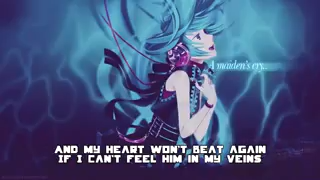 A maiden's cry..
AND MY HEART WON'T BEAT AGAIN
IF I CAN'T FEEL HIM IN MY VEINS